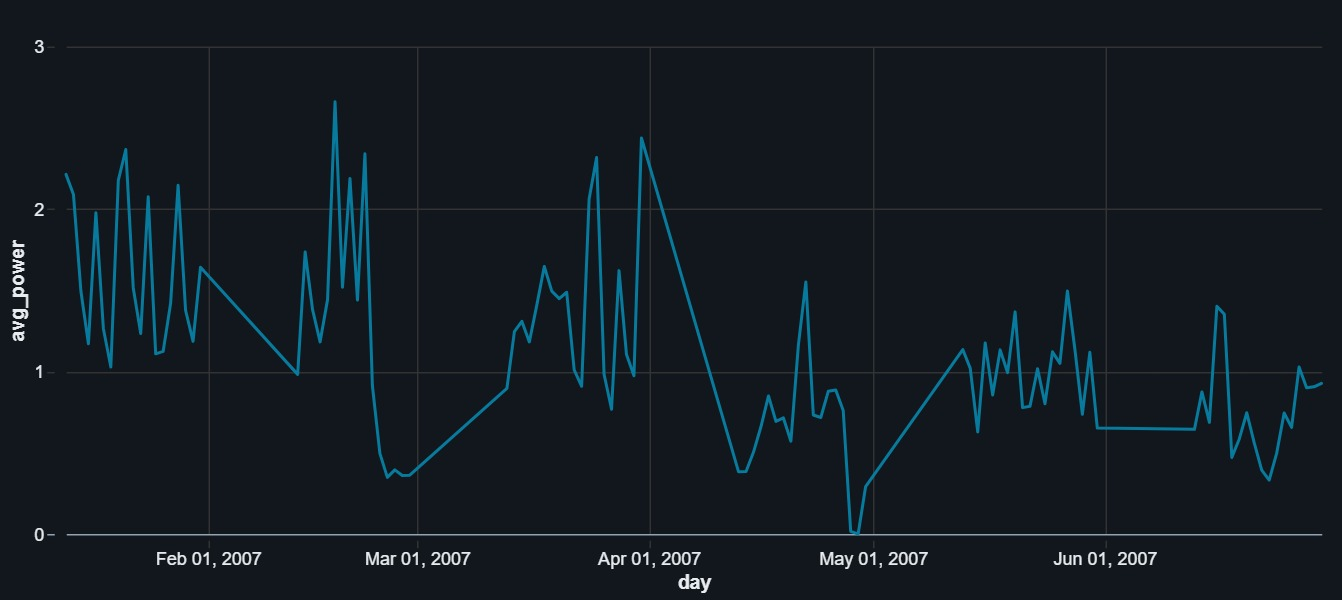 3
2
1
0
avg_power
Feb 01, 2007
Mar 01, 2007
Apr 01, 2007
May 01, 2007
Jun 01, 2007
day